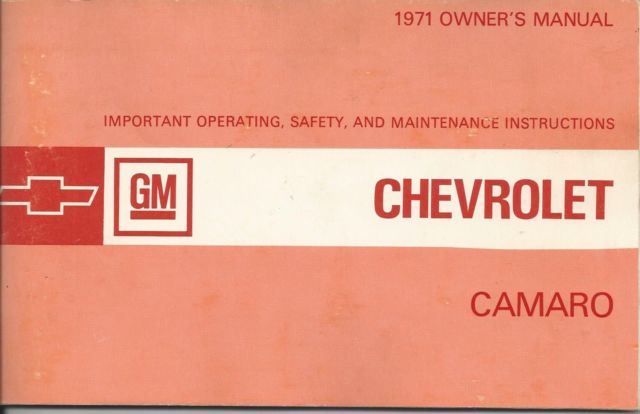 1971 OWNER'S MANUAL
IMPORTANT OPERATING, SAFETY, AND MAINTENANCE INSTRUCTIONS
GM
CHEVROLET
CAMARO